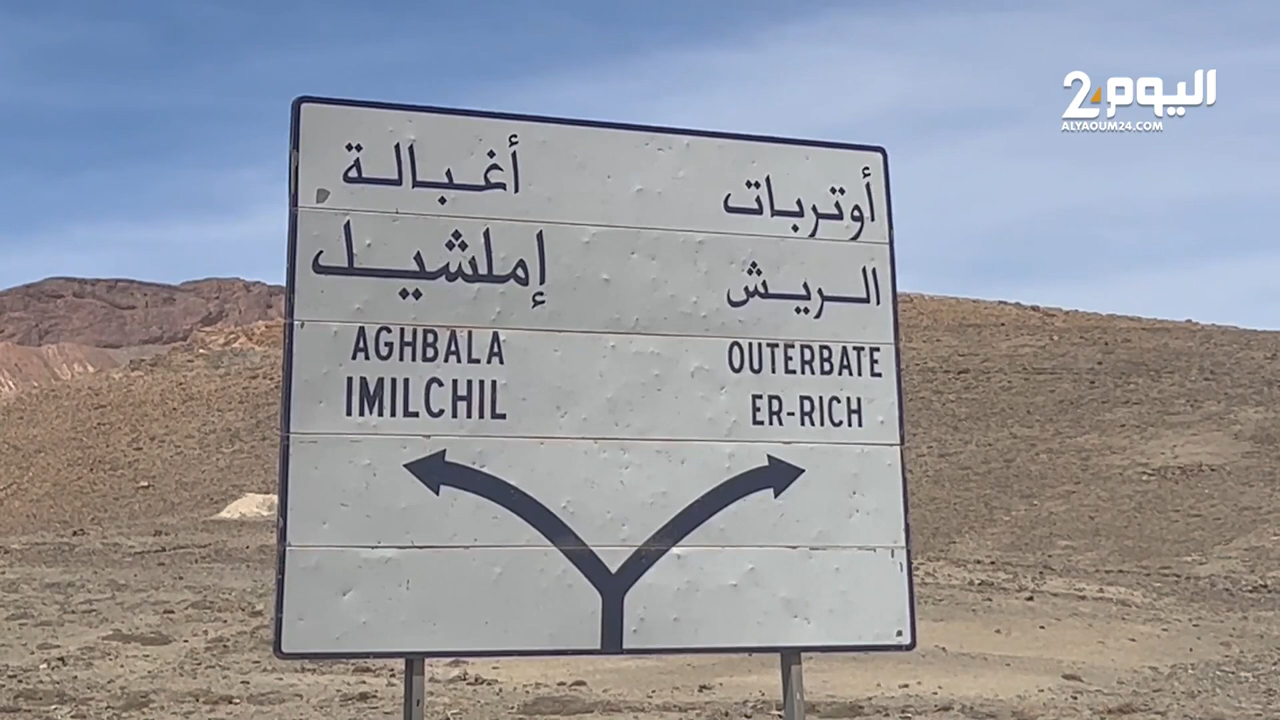 اليوم 24
ALYAOUM24.COM
أوتربات
الريش
أغبالة
إملشيل
AGHBALA
IMILCHIL
OUTERBATE
ER-RICH